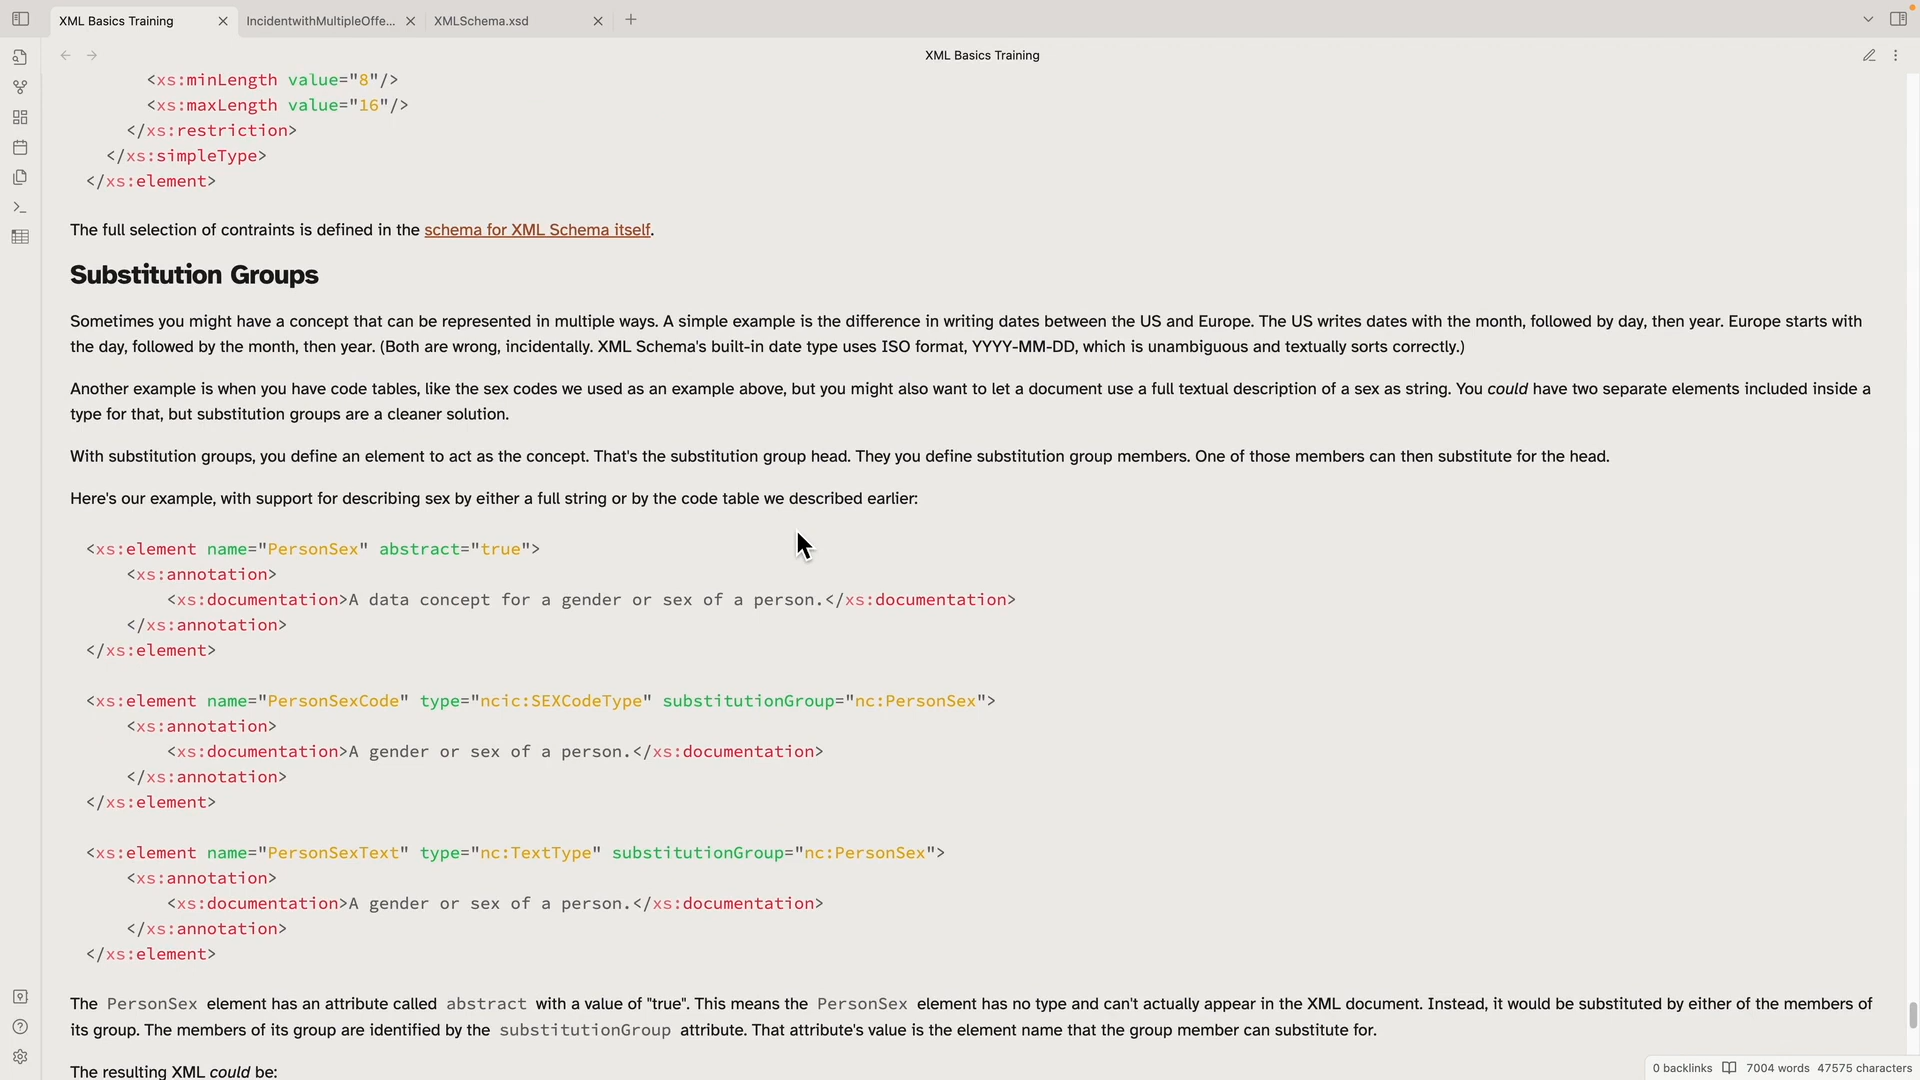 XML Basics Training
IncidentwithMultipleOffe...
XMLSchema.xsd
XML Basics Training
<xs:minLength value="8"/>
<xs:maxLength value="16"/>
</xs:restriction>
</xs:simpleType>
</xs:element>
The full selection of contraints is defined in the schema for XML Schema itself.
Substitution Groups
Sometimes you might have a concept that can be represented in multiple ways. A simple example is the difference in writing dates between the US and Europe. The US writes dates with the month, followed by day, then year. Europe starts with
the day, followed by the month, then year. (Both are wrong, incidentally. XML Schema's built-in date type uses ISO format, YYYY-MM-DD, which is unambiguous and textually sorts correctly.)
Another example is when you have code tables, like the sex codes we used as an example above, but you might also want to let a document use a full textual description of a sex as string. You could have two separate elements included inside a
type for that, but substitution groups are a cleaner solution.
With substitution groups, you define an element to act as the concept. That's the substitution group head. They you define substitution group members. One of those members can then substitute for the head.
Here's our example, with support for describing sex by either a full string or by the code table we described earlier:
<xs:element name="PersonSex" abstract="true">
<xs:annotation>
<xs:documentation>A data concept for a gender or sex of a person.</xs:documentation>
</xs:annotation>
</xs:element>
<xs:element name="PersonSexCode" type="ncic:SEXCodeType" substitutionGroup="nc:PersonSex">
<xs:annotation>
<xs:documentation>A gender or sex of a person.</xs:documentation>
</xs:annotation>
</xs:element>
<xs:element name="PersonSexText" type="nc:TextType" substitutionGroup="nc:PersonSex">
<xs:annotation>
<xs:documentation>A gender or sex of a person.</xs:documentation>
</xs:annotation>
</xs:element>
The PersonSex element has an attribute called abstract with a value of "true". This means the PersonSex element has no type and can't actually appear in the XML document. Instead, it would be substituted by either of the members of
its group. The members of its group are identified by the substitutionGroup attribute. That attribute's value is the element name that the group member can substitute for.
The resulting XML could be:
0 backlinks 7004 words 47575 characters